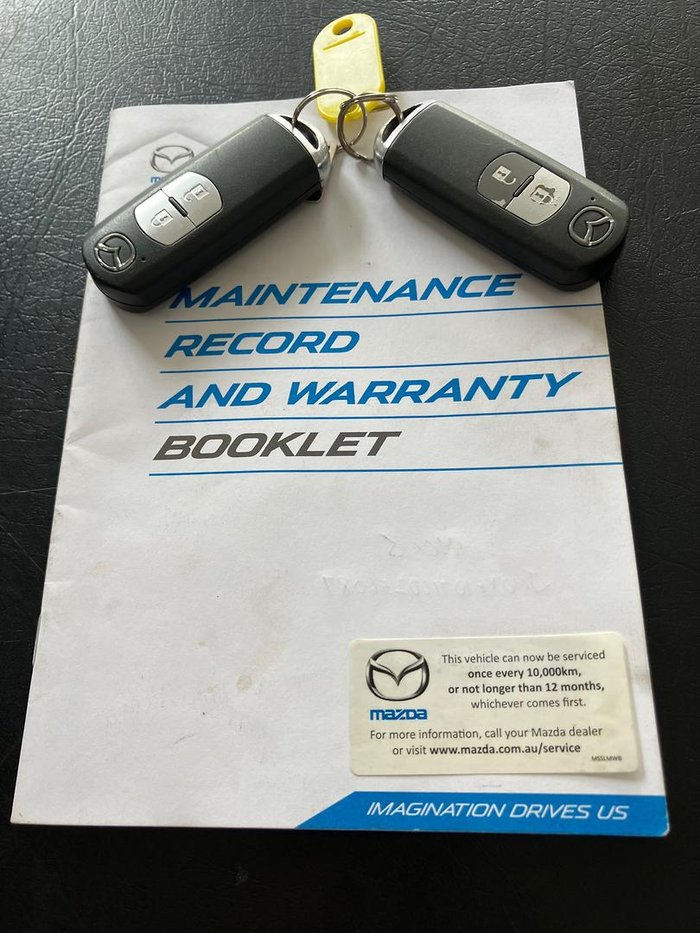 MAINTENANCE
RECORD
AND WARRANTY
BOOKLET
This vehicle can now be serviced
once every 10,000km,
or not longer than 12 months,
whichever comes first.
mazda
For more information, call your Mazda dealer
or visit www.mazda.com.au/service
MSSLMWB
IMAGINATION DRIVES US